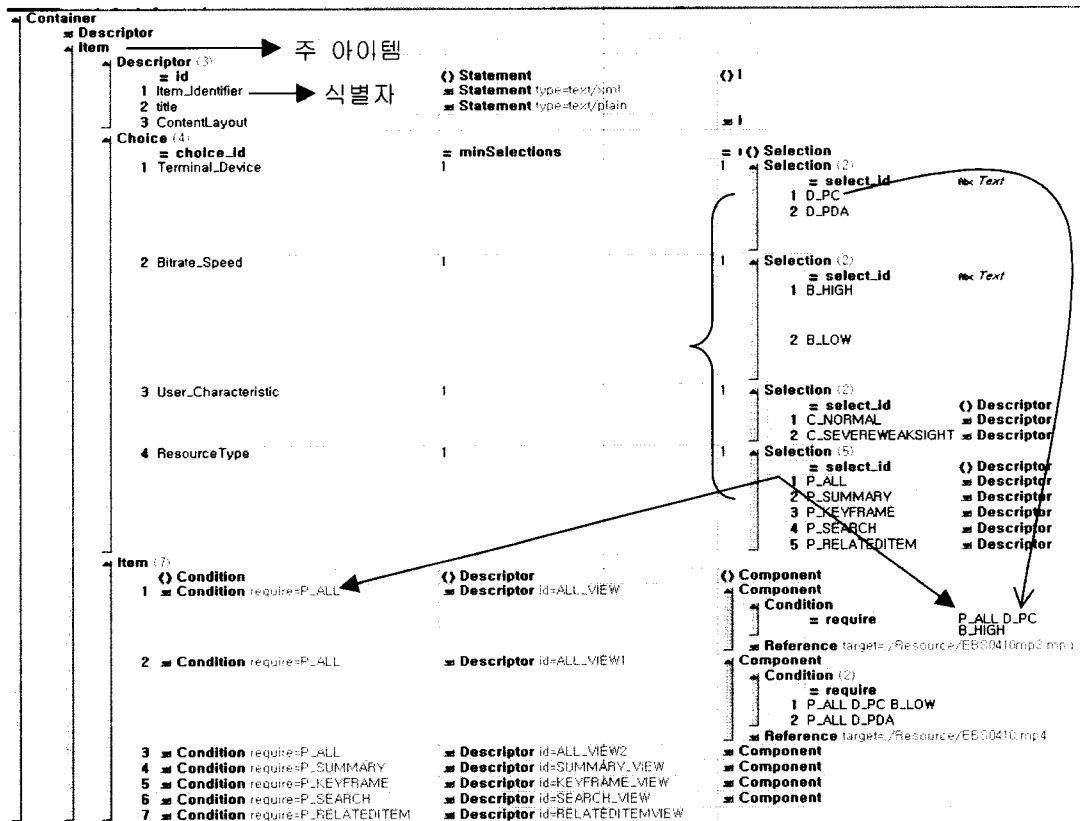 Container
Descriptor
Item 주 아이템
Descriptor (3)
= id () Statement () I
1 Item_Identifier 식별자 Statement type=text/xml
2 title Statement type=text/plain
3 ContentLayout
Choice (4)
= choice_id = minSelections = () Selection
1 Terminal_Device 1 1 Selection (2)
= select_id Abc Text
1 D_PC
2 D_PDA
2 Bitrate_Speed 1 1 Selection (2)
= select_id Abc Text
1 B_HIGH
2 B_LOW
3 User_Characteristic 1 1 Selection (2)
= select_id () Descriptor
1 C_NORMAL Descriptor
2 C_SEVEREWEAKSIGHT Descriptor
4 ResourceType 1 1 Selection (5)
= select_id () Descriptor
1 P_ALL Descriptor
2 P_SUMMARY Descriptor
3 P_KEYFRAME Descriptor
4 P_SEARCH Descriptor
5 P_RELATEDITEM Descriptor
Item (7)
() Condition () Descriptor () Component
1 Condition require=P_ALL Descriptor id=ALL_VIEW Component
Condition
= require P_ALL D_PC
B_HIGH
Reference target=./Resource/EBS0410mp2.mpg
2 Condition require=P_ALL Descriptor id=ALL_VIEW1 Component
Condition (2)
= require
1 P_ALL D_PC B_LOW
2 P_ALL D_PDA
Reference target=./Resource/EBS0410.mp4
3 Condition require=P_ALL Descriptor id=ALL_VIEW2 Component
4 Condition require=P_SUMMARY Descriptor id=SUMMARY_VIEW Component
5 Condition require=P_KEYFRAME Descriptor id=KEYFRAME_VIEW Component
6 Condition require=P_SEARCH Descriptor id=SEARCH_VIEW Component
7 Condition require=P_RELATEDITEM Descriptor id=RELATEDITEMVIEW